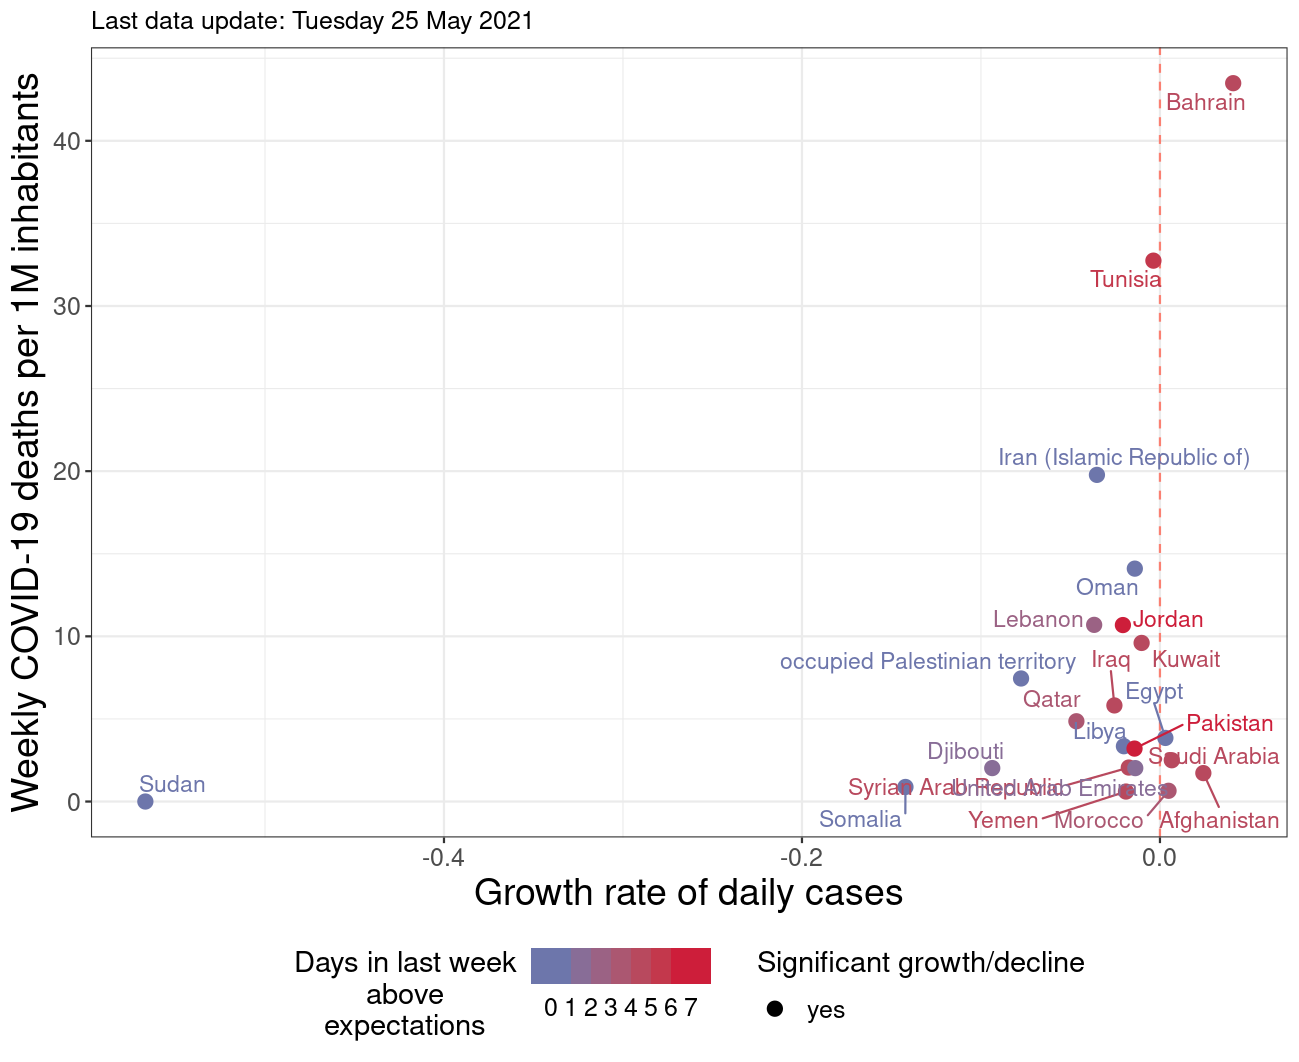 Last data update: Tuesday 25 May 2021
Weekly COVID-19 deaths per 1M inhabitants
40
30
20
10
0
Bahrain
Tunisia
Iran (Islamic Republic of)
Oman
Lebanon
Jordan
Iraq
Kuwait
occupied Palestinian territory
Egypt
Qatar
Pakistan
Libya
Djibouti
Saudi Arabia
Sudan
Syrian Arab Republic
United Arab Emirates
Somalia
Yemen
Morocco
Afghanistan
-0.4
-0.2
0.0
Growth rate of daily cases
Days in last week
above
expectations
0 1 2 3 4 5 6 7
Significant growth/decline
yes